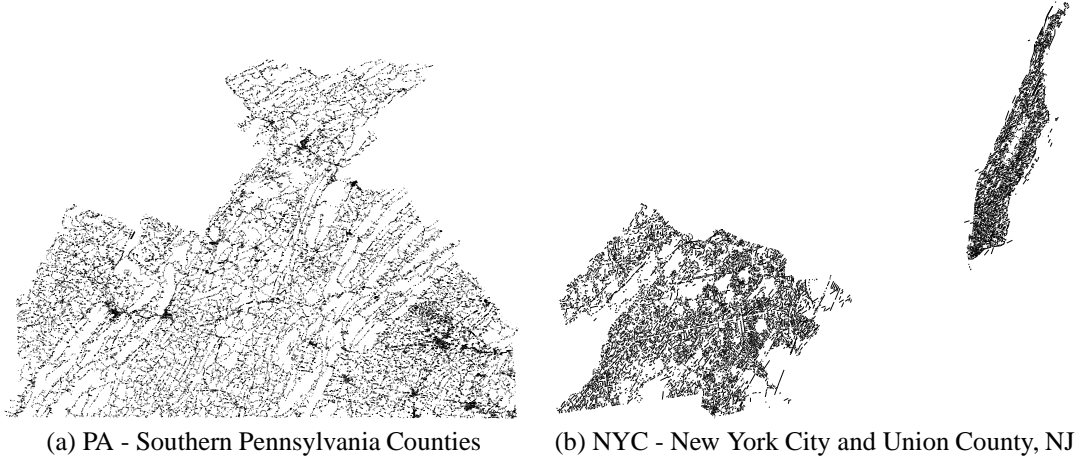 (a) PA - Southern Pennsylvania Counties
(b) NYC - New York City and Union County, NJ